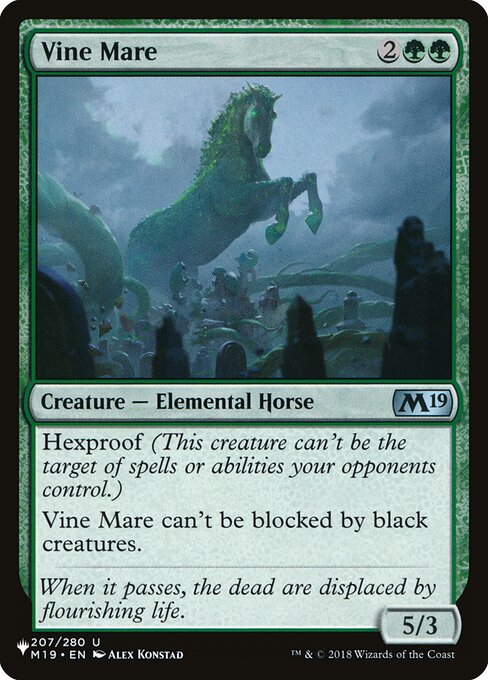 Vine Mare 2
Creature — Elemental Horse M19
Hexproof (This creature can't be the
target of spells or abilities your opponents
control.)
Vine Mare can't be blocked by black
creatures.
When it passes, the dead are displaced by
flourishing life.
5/3
207/280 U
M19 • EN Alex Konstad
™ & © 2018 Wizards of the Coast